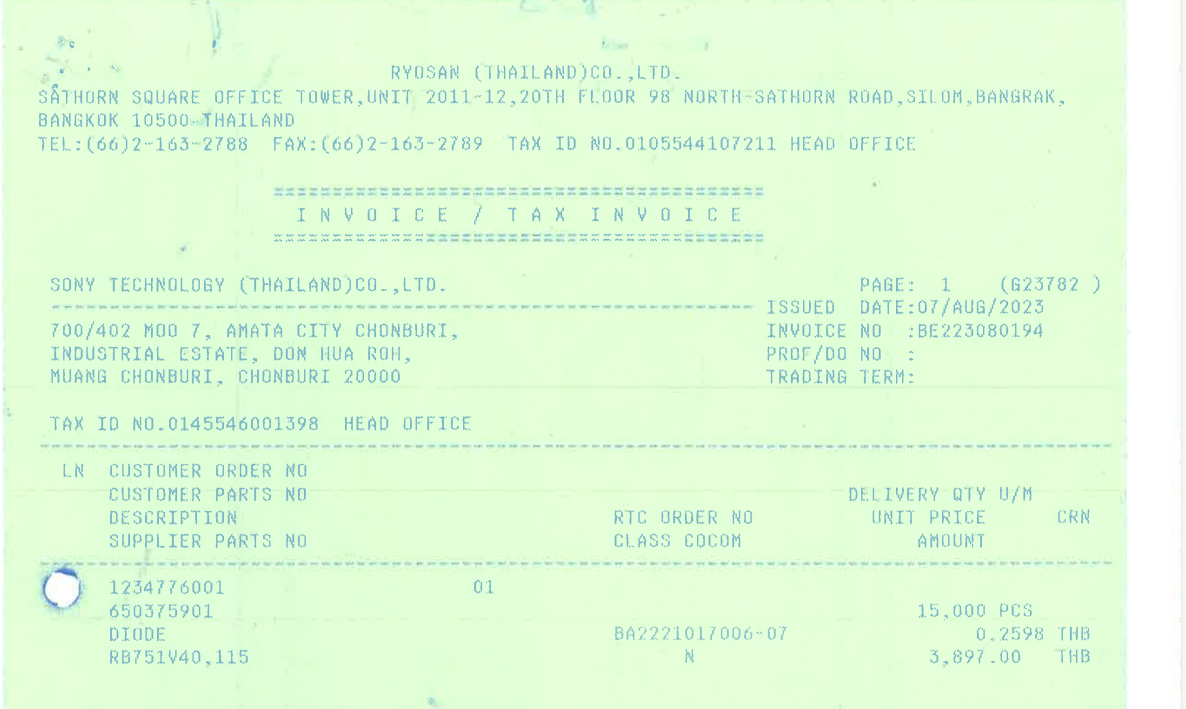 RYOSAN (THAILAND)CO.,LTD.
SATHORN SQUARE OFFICE TOWER,UNIT 2011-12,20TH FLOOR 98 NORTH-SATHORN ROAD,SILOM,BANGRAK,
BANGKOK 10500 THAILAND
TEL:(66)2-163-2788 FAX:(66)2-163-2789 TAX ID NO.0105544107211 HEAD OFFICE
==========================================
I N V O I C E / T A X I N V O I C E
==========================================
SONY TECHNOLOGY (THAILAND)CO.,LTD. PAGE: 1 (G23782 )
------------------------------------------------------------ ISSUED DATE:07/AUG/2023
700/402 MOO 7, AMATA CITY CHONBURI, INVOICE NO :BE223080194
INDUSTRIAL ESTATE, DON HUA ROH, PROF/DO NO :
MUANG CHONBURI, CHONBURI 20000 TRADING TERM:
TAX ID NO.0145546001398 HEAD OFFICE
LN CUSTOMER ORDER NO
CUSTOMER PARTS NO DELIVERY QTY U/M
DESCRIPTION RTC ORDER NO UNIT PRICE CRN
SUPPLIER PARTS NO CLASS COCOM AMOUNT
1234776001 01
650375901 15,000 PCS
DIODE BA2221017006-07 0.2598 THB
RB751V40,115 N 3,897.00 THB